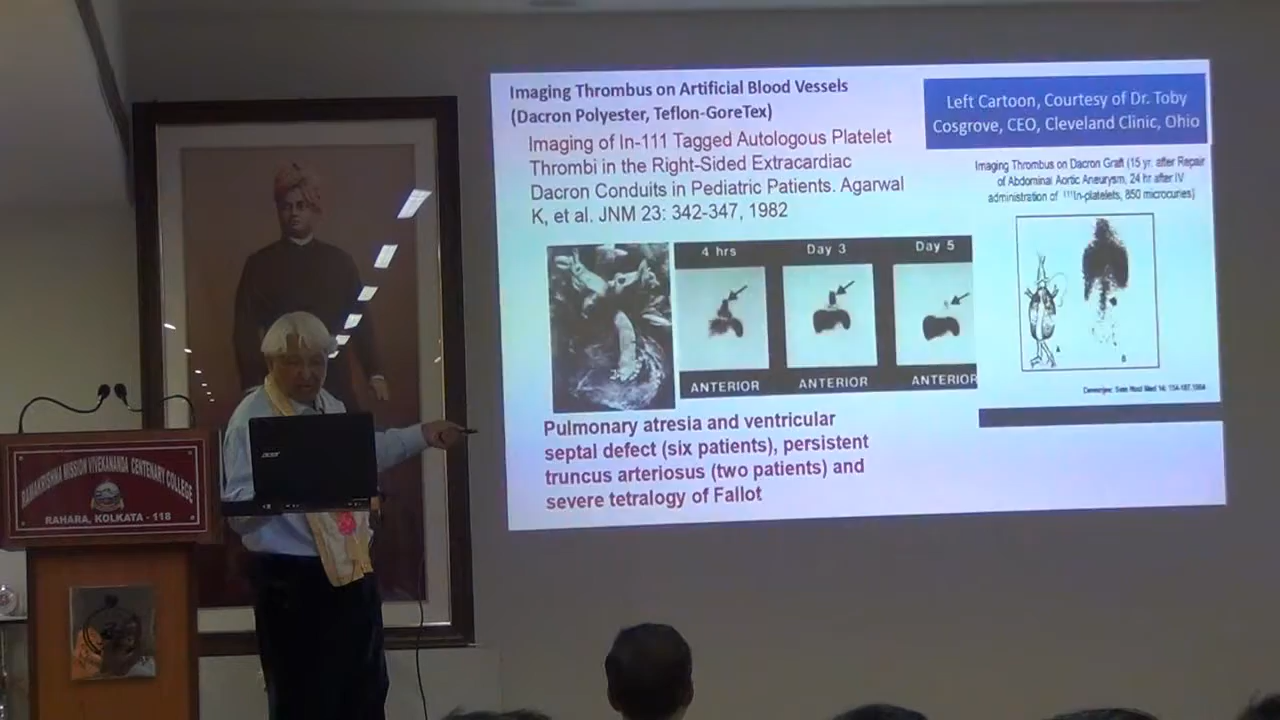 Imaging Thrombus on Artificial Blood Vessels
(Dacron Polyester, Teflon-GoreTex)
Imaging of In-111 Tagged Autologous Platelet
Thrombi in the Right-Sided Extracardiac
Dacron Conduits in Pediatric Patients. Agarwal
K, et al. JNM 23: 342-347, 1982
Left Cartoon, Courtesy of Dr. Toby
Cosgrove, CEO, Cleveland Clinic, Ohio
Imaging Thrombus on Dacron Graft (15 yr. after Repair
of Abdominal Aortic Aneurysm, 24 hr after IV
administration of ¹¹¹In-platelets, 850 microcuries)
4 hrs
Day 3
Day 5
ANTERIOR
ANTERIOR
ANTERIOR
A
B
Pulmonary atresia and ventricular
septal defect (six patients), persistent
truncus arteriosus (two patients) and
severe tetralogy of Fallot
acer
RAMAKRISHNA MISSION VIVEKANANDA CENTENARY COLLEGE
RAHARA, KOLKATA - 118